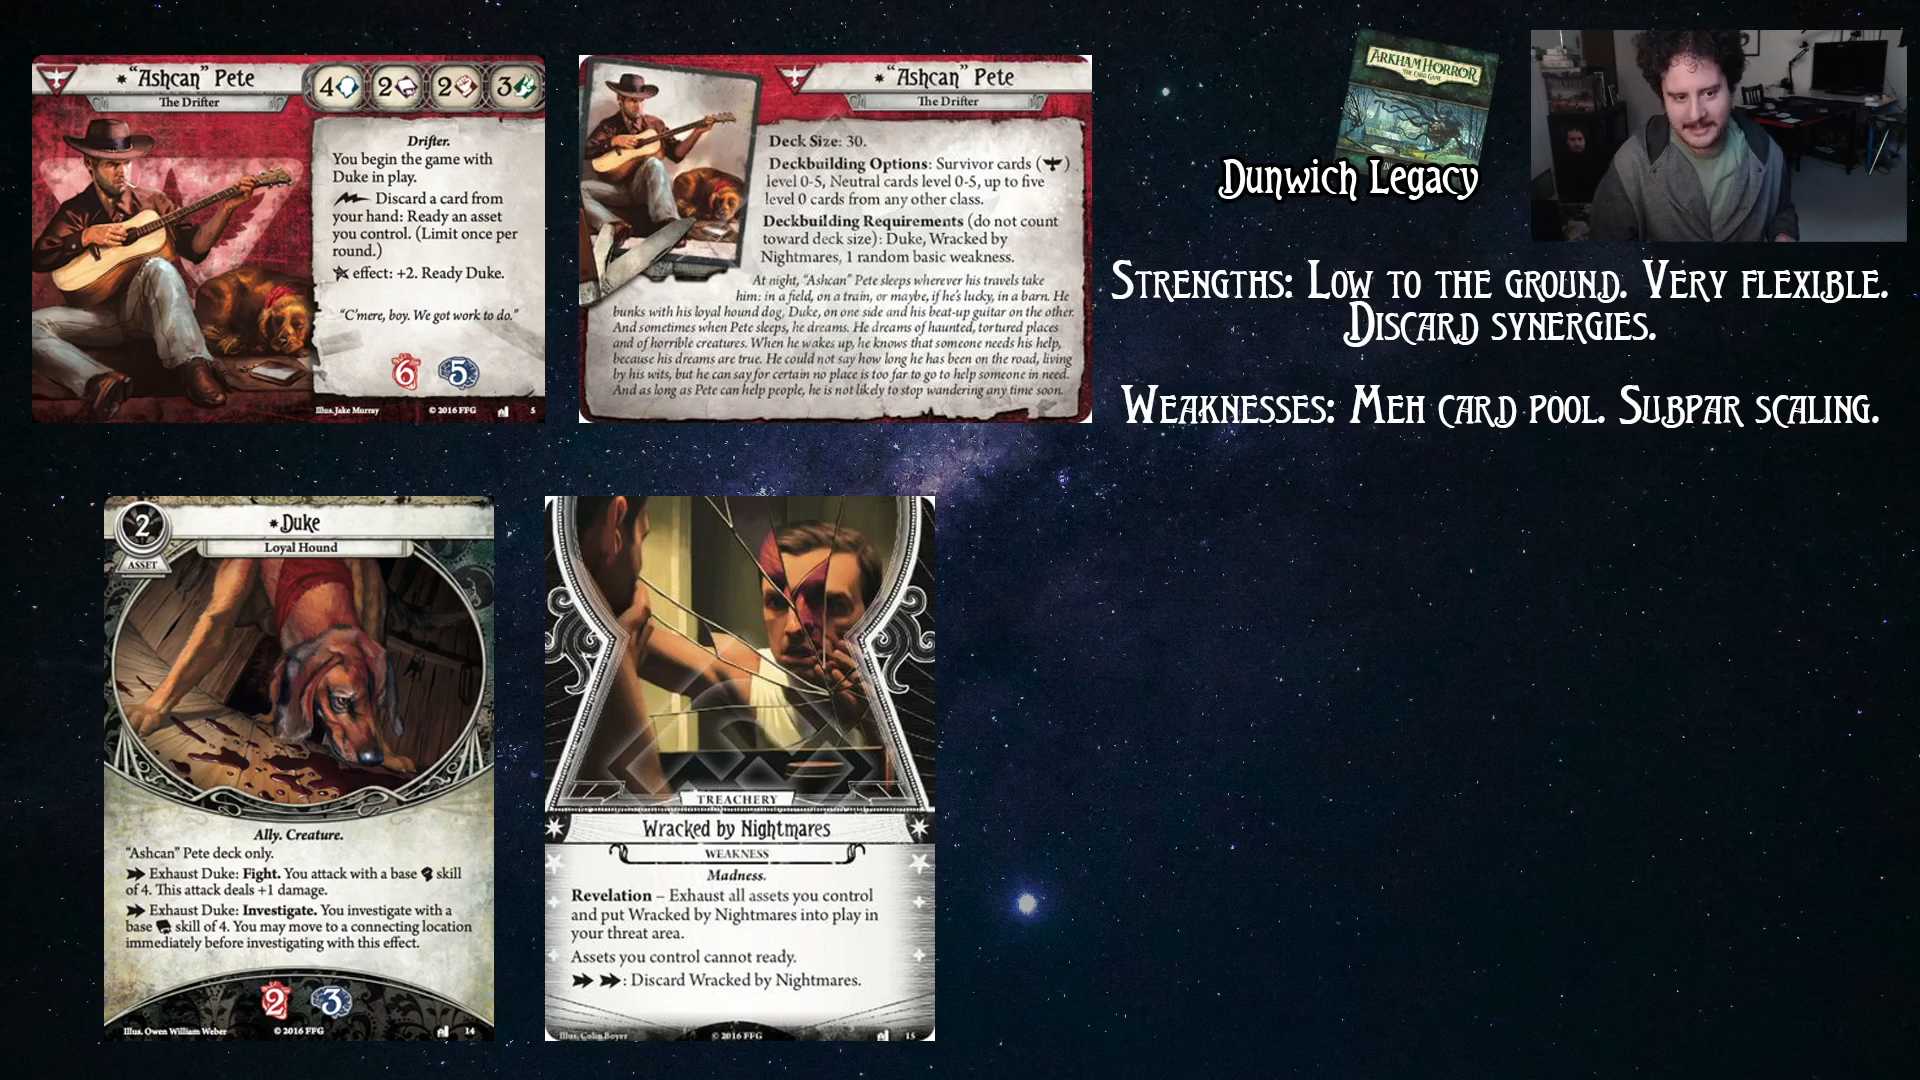 "Ashcan" Pete
The Drifter
4 2 2 3
Drifter.
You begin the game with
Duke in play.
Discard a card from
your hand: Ready an asset
you control. (Limit once per
round.)
effect: +2. Ready Duke.
"C'mere, boy. We got work to do."
6 5
Illus. Jake Murray © 2016 FFG 5
"Ashcan" Pete
The Drifter
Deck Size: 30.
Deckbuilding Options: Survivor cards ( )
level 0-5, Neutral cards level 0-5, up to five
level 0 cards from any other class.
Deckbuilding Requirements (do not count
toward deck size): Duke, Wracked by
Nightmares, 1 random basic weakness.
At night, "Ashcan" Pete sleeps wherever his travels take
him: in a field, on a train, or maybe, if he's lucky, in a barn. He
bunks with his loyal hound dog, Duke, on one side and his beat-up guitar on the other.
And sometimes when Pete sleeps, he dreams. He dreams of haunted, tortured places
and of horrible creatures. When he wakes up, he knows that someone needs his help,
because his dreams are true. He could not say how long he has been on the road, living
by his wits, but he can say for certain no place is too far to go to help someone in need.
And as long as Pete can help people, he is not likely to stop wandering any time soon.
ARKHAM HORROR
THE CARD GAME
Dunwich Legacy
Strengths: Low to the ground. Very flexible.
Discard synergies.
Weaknesses: Meh card pool. Subpar scaling.
2
Duke
Loyal Hound
ASSET
Ally. Creature.
"Ashcan" Pete deck only.
Exhaust Duke: Fight. You attack with a base skill
of 4. This attack deals +1 damage.
Exhaust Duke: Investigate. You investigate with a
base skill of 4. You may move to a connecting location
immediately before investigating with this effect.
2 3
Illus. Owen William Weber © 2016 FFG 14
TREACHERY
Wracked by Nightmares
WEAKNESS
Madness.
Revelation – Exhaust all assets you control
and put Wracked by Nightmares into play in
your threat area.
Assets you control cannot ready.
: Discard Wracked by Nightmares.
Illus. Colin Boyer © 2016 FFG 15